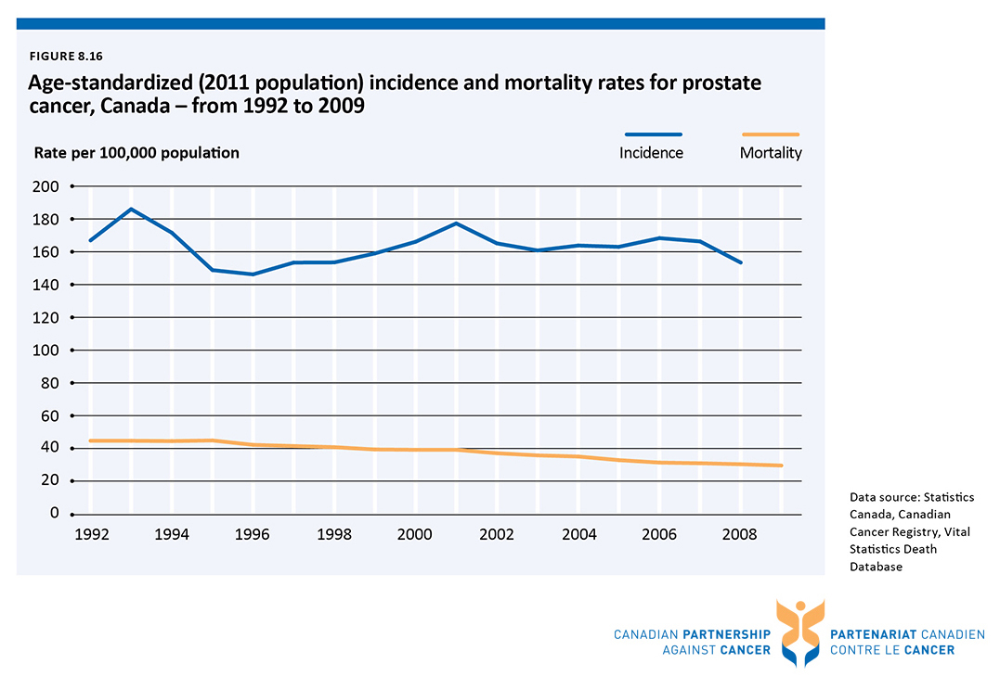 FIGURE 8.16
Age-standardized (2011 population) incidence and mortality rates for prostate
cancer, Canada – from 1992 to 2009
Rate per 100,000 population
Incidence
Mortality
200
180
160
140
120
100
80
60
40
20
0
1992 1994 1996 1998 2000 2002 2004 2006 2008
Data source: Statistics
Canada, Canadian
Cancer Registry, Vital
Statistics Death
Database
CANADIAN PARTNERSHIP
AGAINST CANCER
PARTENARIAT CANADIEN
CONTRE LE CANCER